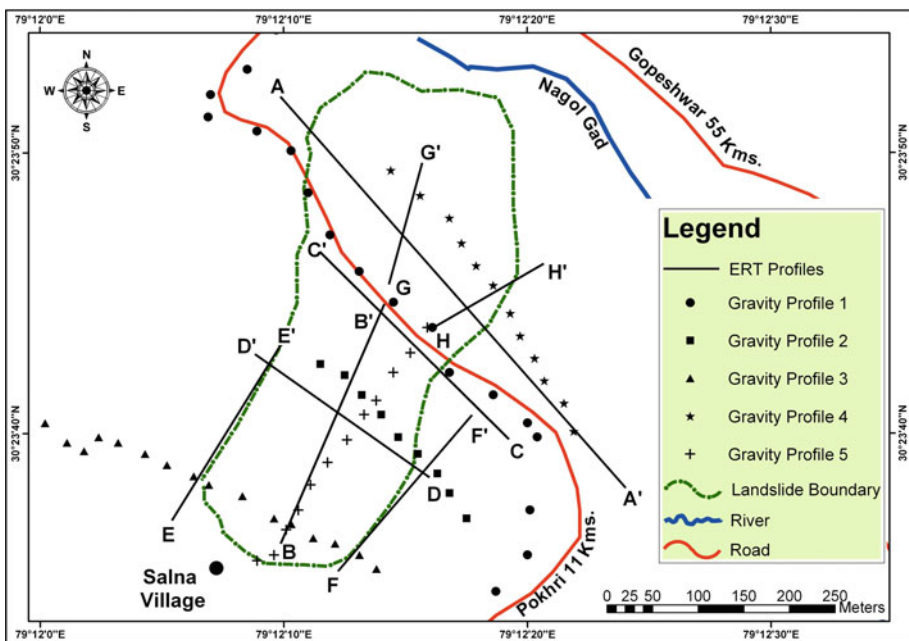 79°12'0"E 79°12'10"E 79°12'20"E 79°12'30"E
N
W E
S
30°23'50"N
30°23'40"N
30°23'50"N
30°23'40"N
A
G'
C'
G
B'
H'
H
D'
E'
F'
C
D
A'
E
B
F
Nagol Gad
Gopeshwar 55 Kms.
Pokhri 11 Kms.
Salna
Village
Legend
ERT Profiles
Gravity Profile 1
Gravity Profile 2
Gravity Profile 3
Gravity Profile 4
Gravity Profile 5
Landslide Boundary
River
Road
0 25 50 100 150 200 250
Meters
79°12'0"E 79°12'10"E 79°12'20"E 79°12'30"E